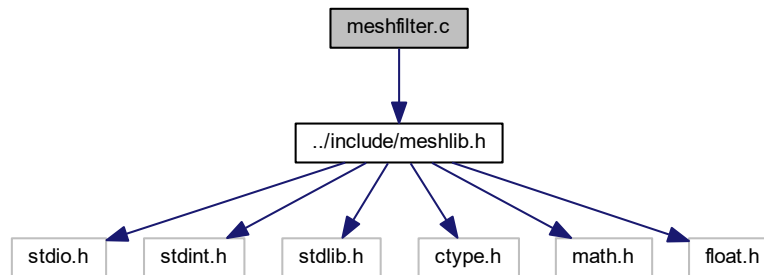 meshfilter.c
../include/meshlib.h
stdio.h stdint.h stdlib.h ctype.h math.h float.h